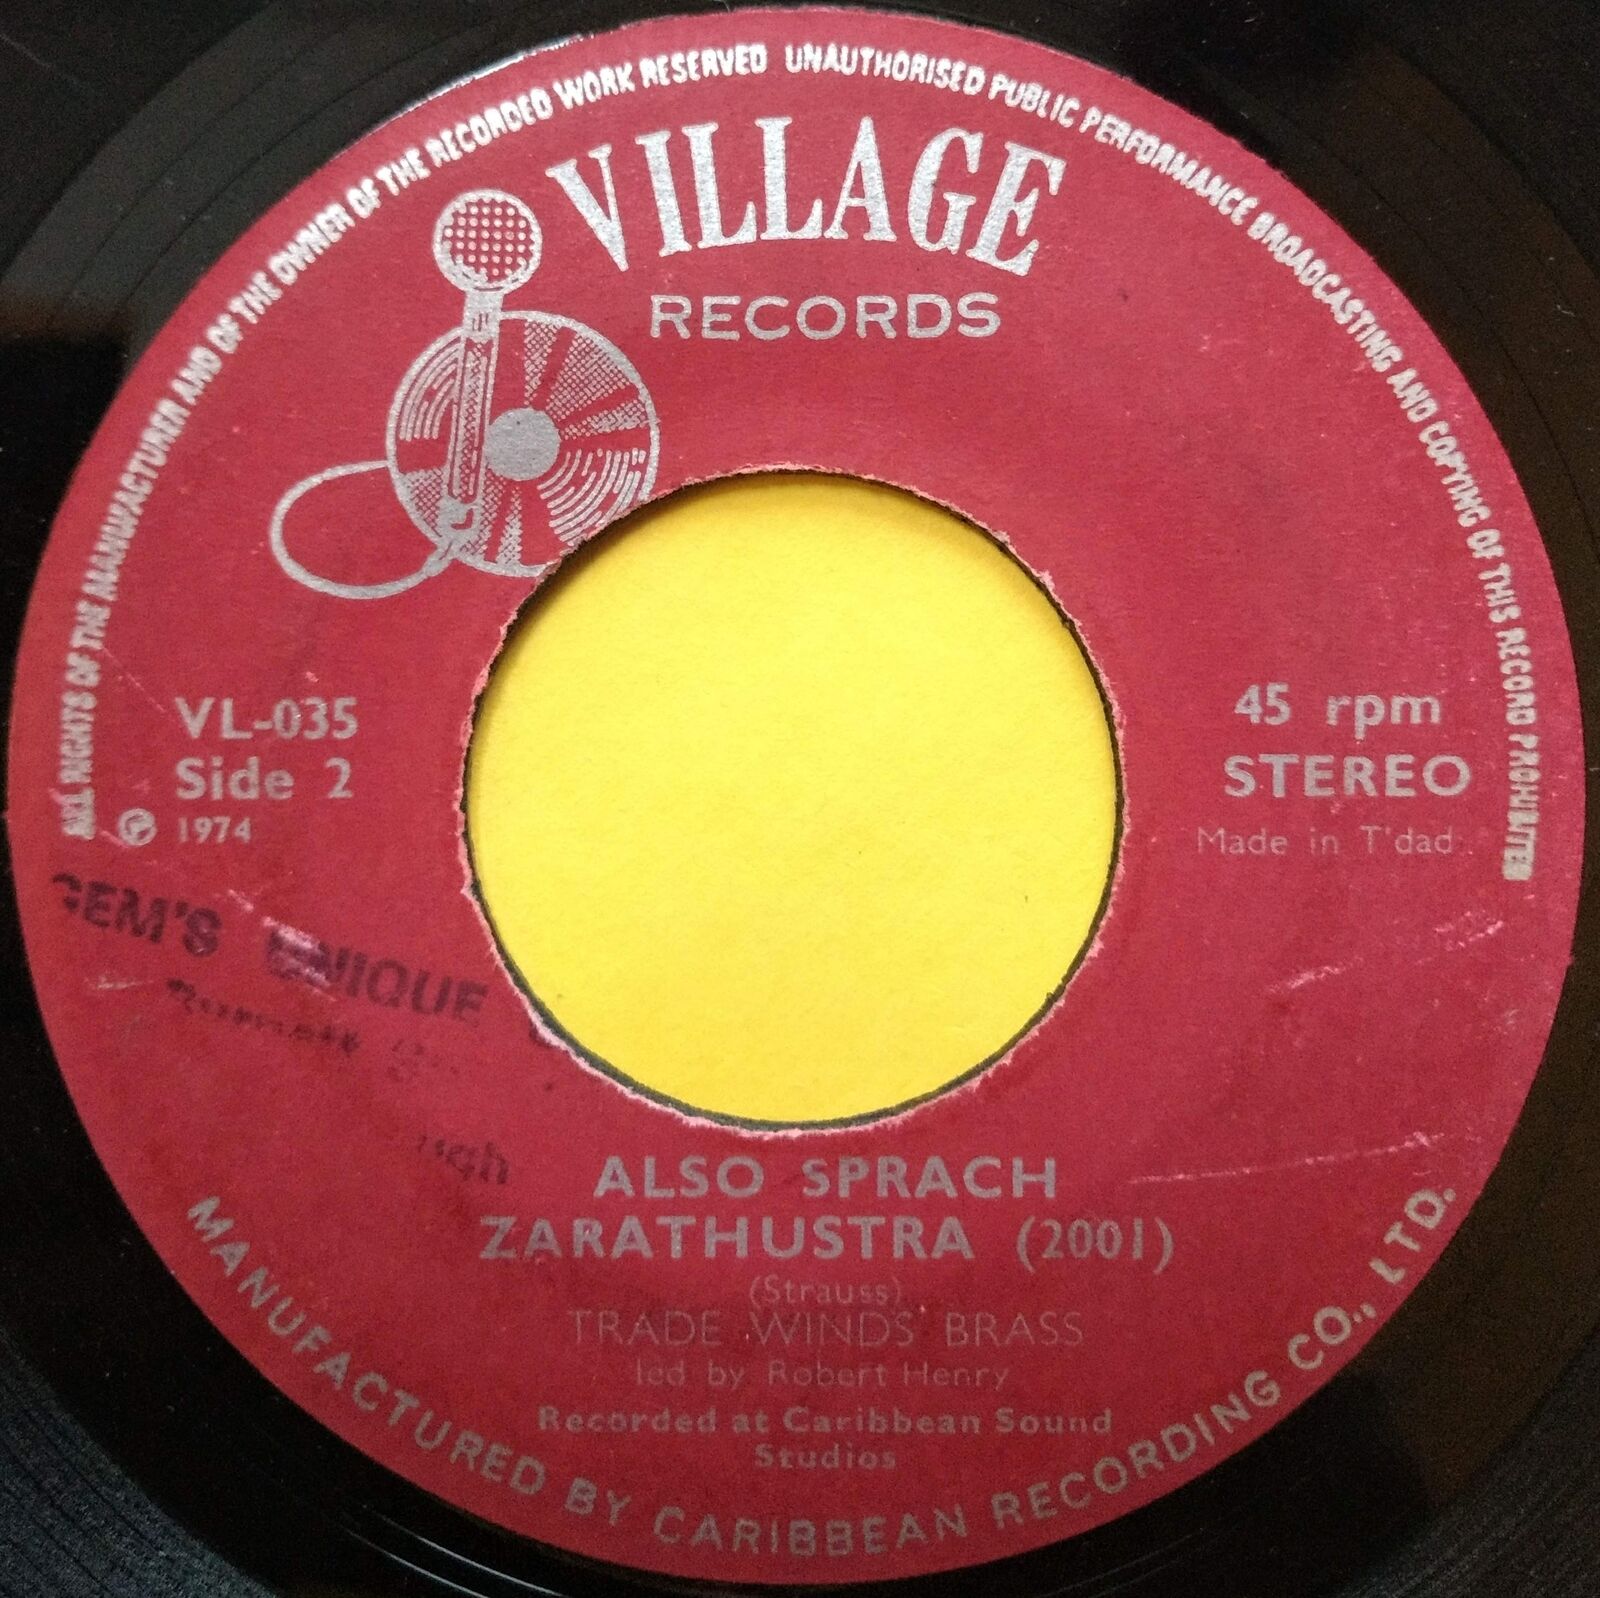 ALL RIGHTS OF THE MANUFACTURER AND OF THE OWNER OF THE RECORDED WORK RESERVED UNAUTHORISED PUBLIC PERFORMANCE BROADCASTING AND COPYING OF THIS RECORD PROHIBITED
VILLAGE
RECORDS
VL-035
Side 2
℗ 1974
45 rpm
STEREO
Made in T'dad
GEM'S UNIQUE
ALSO SPRACH
ZARATHUSTRA (2001)
(Strauss)
TRADE WINDS BRASS
led by Robert Henry
Recorded at Caribbean Sound
Studios
MANUFACTURED BY CARIBBEAN RECORDING CO., LTD.